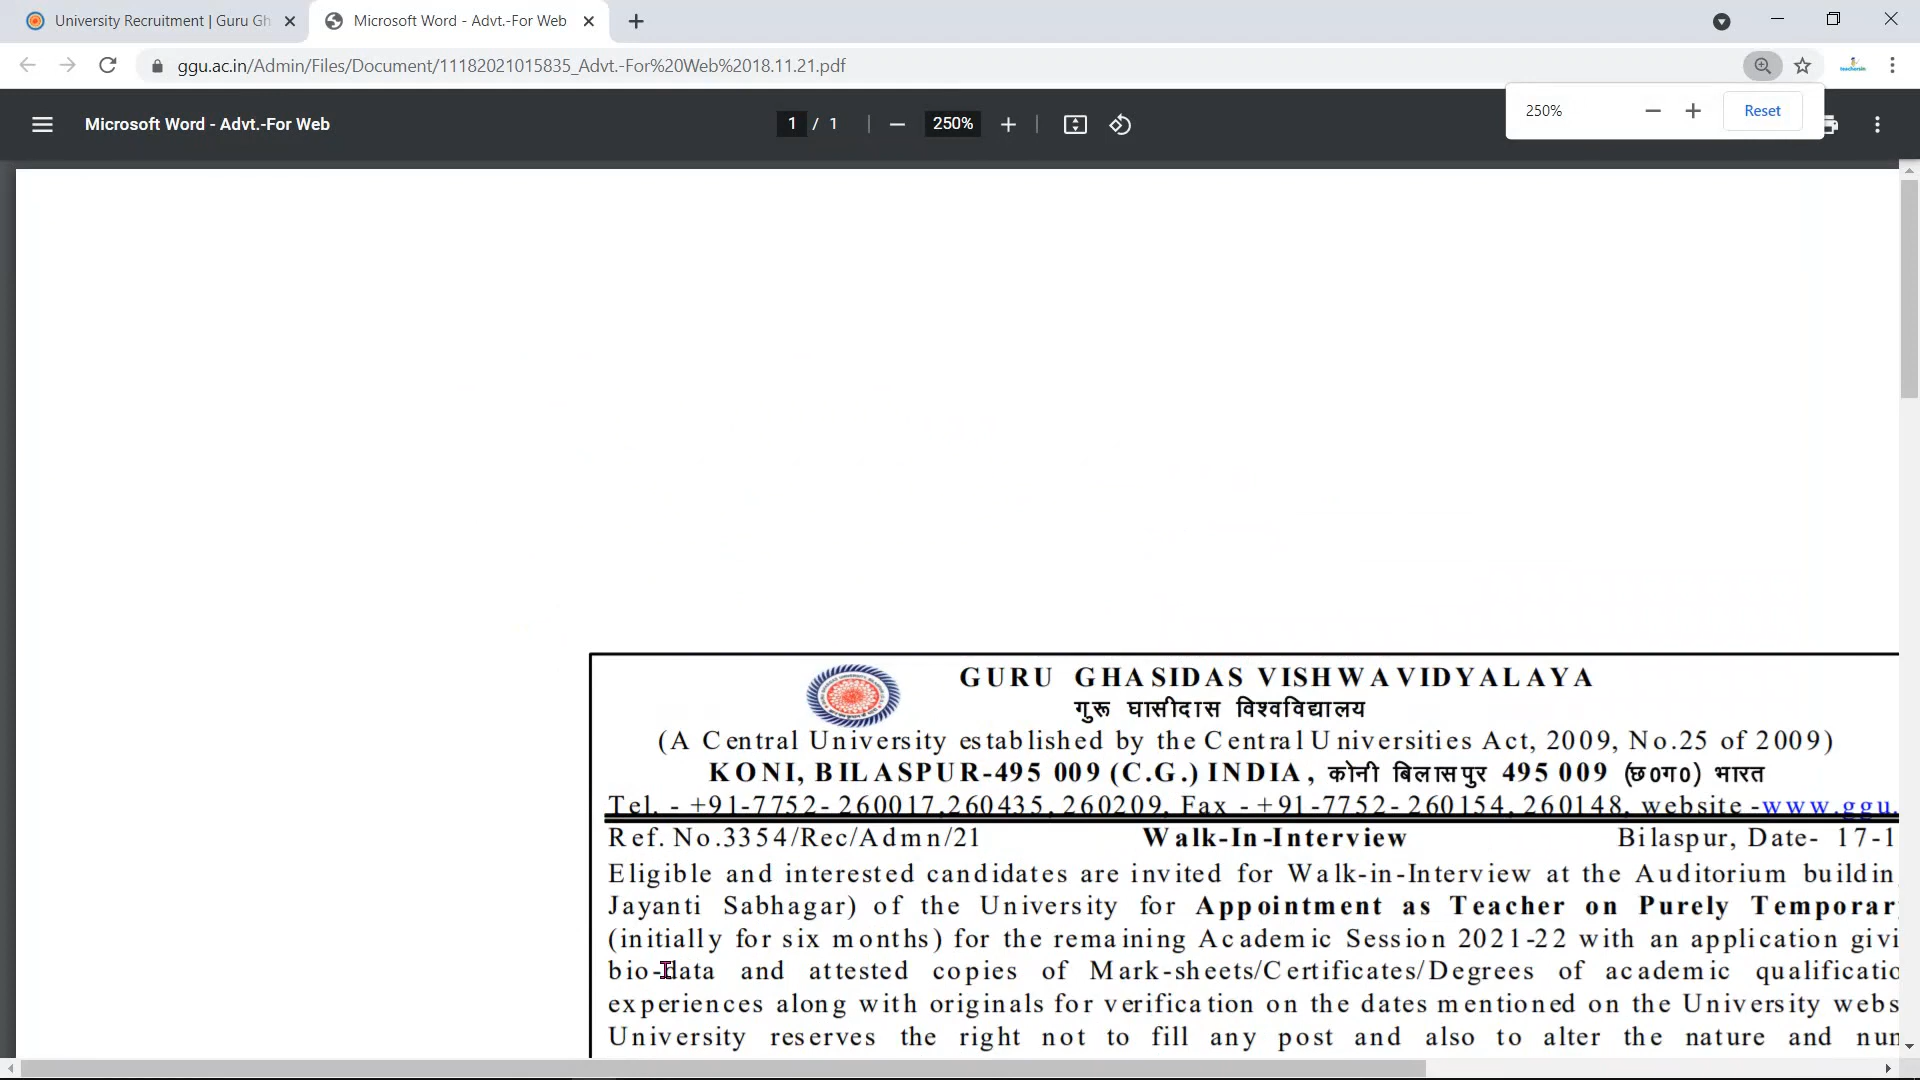 University Recruitment | Guru Gh
Microsoft Word - Advt.-For Web
ggu.ac.in/Admin/Files/Document/11182021015835_Advt.-For%20Web%2018.11.21.pdf
250%
Reset
Microsoft Word - Advt.-For Web
1 / 1
250%
GURU GHASIDAS VISHWAVIDYALAYA
गुरू घासीदास विश्वविद्यालय
(A Central University established by the Central Universities Act, 2009, No.25 of 2009)
KONI, BILASPUR-495 009 (C.G.) INDIA, कोनी बिलासपुर 495 009 (छ0ग0) भारत
Tel. - +91-7752- 260017,260435, 260209, Fax - +91-7752- 260154, 260148, website -www.ggu.
Ref. No.3354/Rec/Admn/21 Walk-In-Interview Bilaspur, Date- 17-1
Eligible and interested candidates are invited for Walk-in-Interview at the Auditorium buildin
Jayanti Sabhagar) of the University for Appointment as Teacher on Purely Temporar
(initially for six months) for the remaining Academic Session 2021-22 with an application givi
bio-data and attested copies of Mark-sheets/Certificates/Degrees of academic qualificatio
experiences along with originals for verification on the dates mentioned on the University webs
University reserves the right not to fill any post and also to alter the nature and num